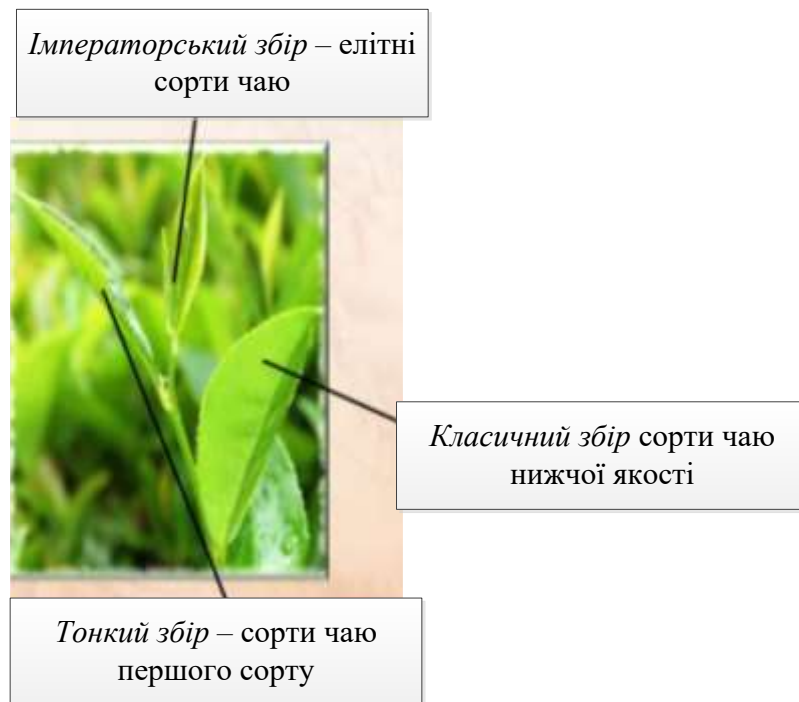 Імператорський збір – елітні
сорти чаю
Класичний збір сорти чаю
нижчої якості
Тонкий збір – сорти чаю
першого сорту